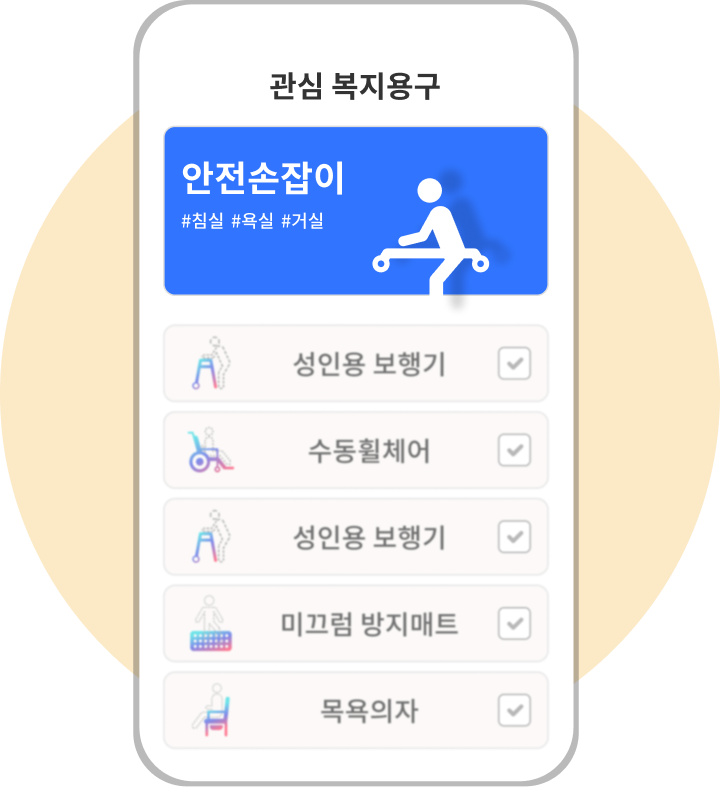 관심 복지용구
안전손잡이
#침실 #욕실 #거실
성인용 보행기
수동휠체어
성인용 보행기
미끄럼 방지매트
목욕의자